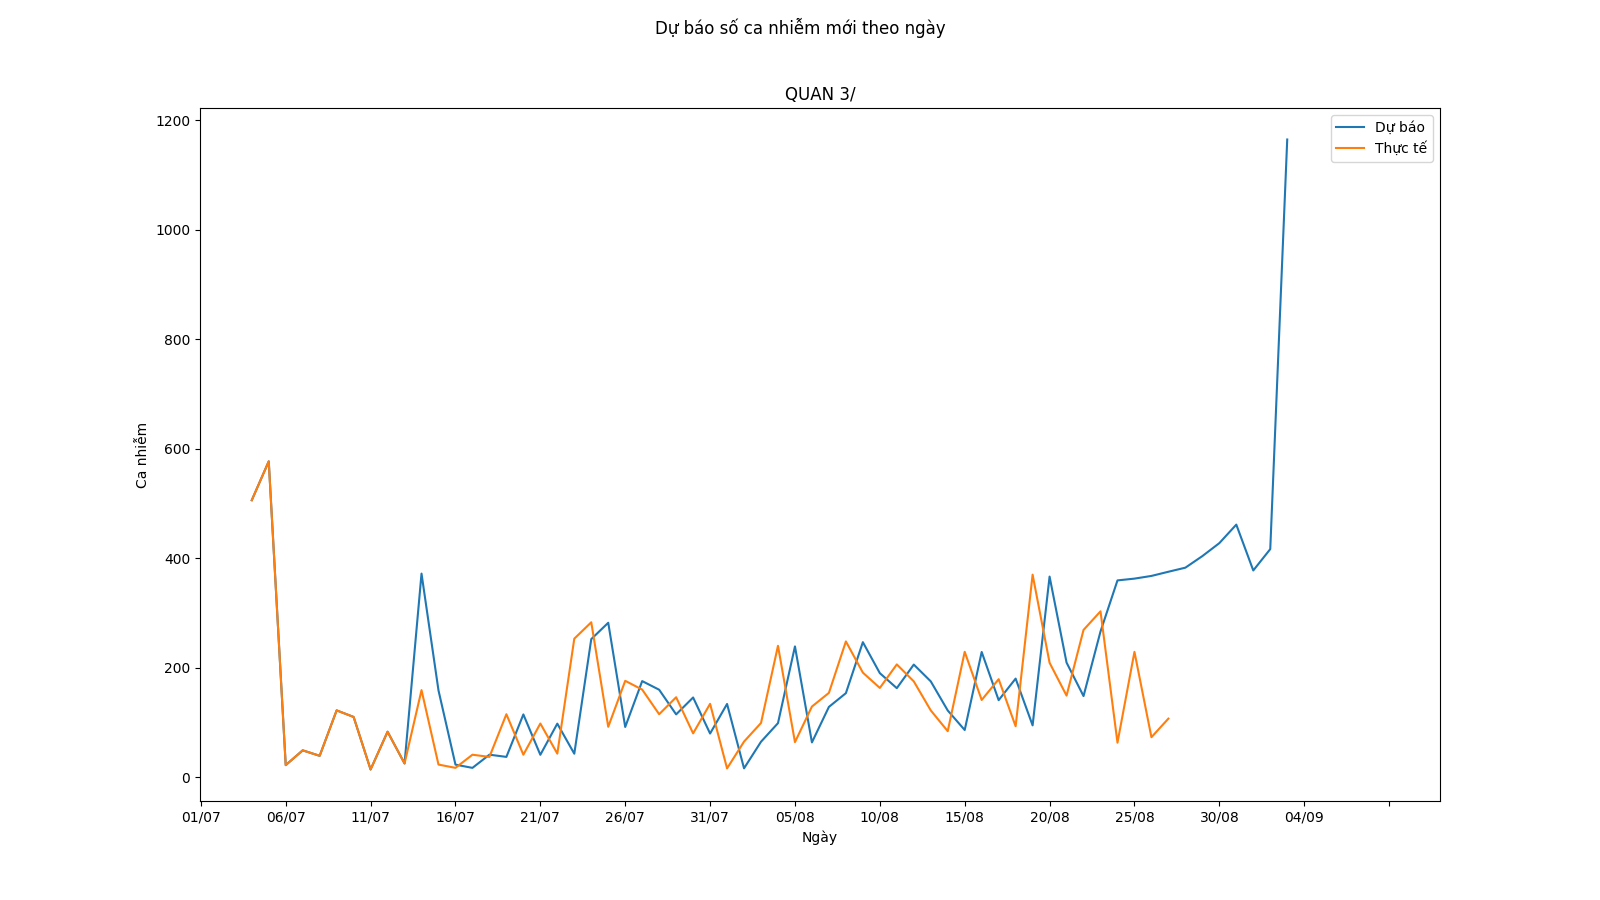 Dự báo số ca nhiễm mới theo ngày
QUAN 3/
Dự báo
Thực tế
1200
1000
800
600
400
200
0
Ca nhiễm
01/07 06/07 11/07 16/07 21/07 26/07 31/07 05/08 10/08 15/08 20/08 25/08 30/08 04/09
Ngày